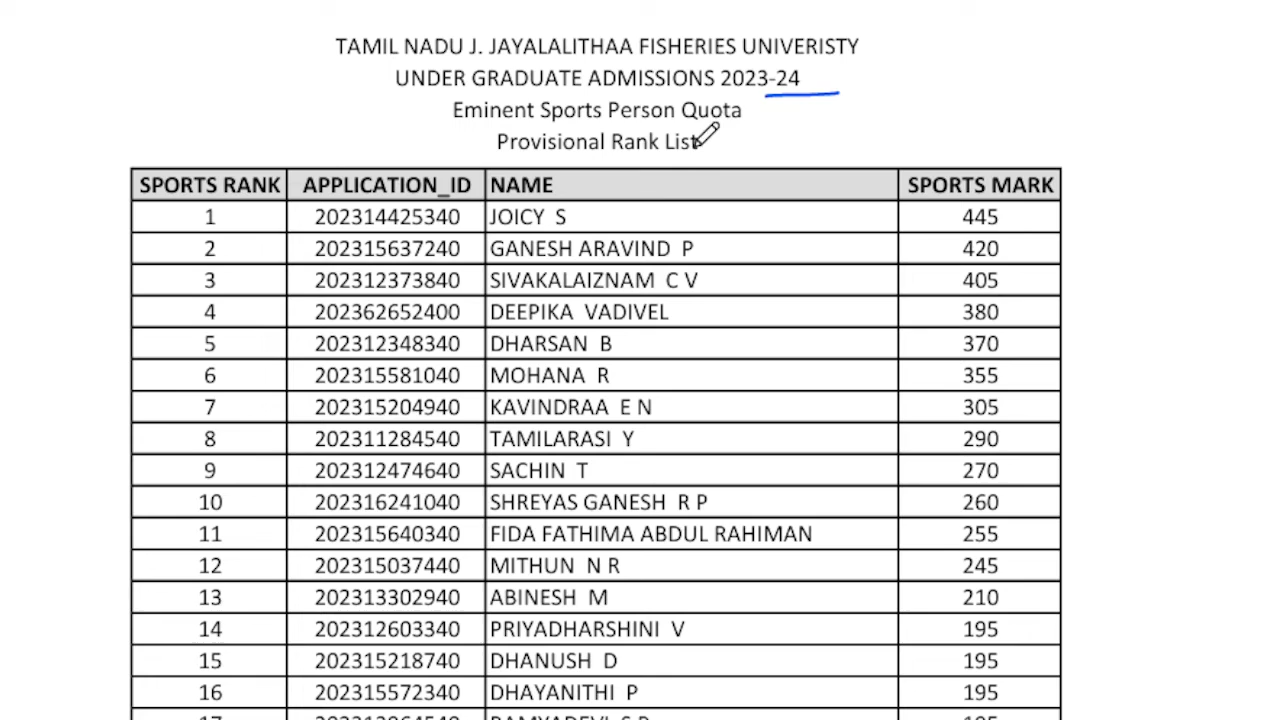 TAMIL NADU J. JAYALALITHAA FISHERIES UNIVERISTY
UNDER GRADUATE ADMISSIONS 2023-24
Eminent Sports Person Quota
Provisional Rank List
SPORTS RANK APPLICATION_ID NAME SPORTS MARK
1 202314425340 JOICY S 445
2 202315637240 GANESH ARAVIND P 420
3 202312373840 SIVAKALAIZNAM C V 405
4 202362652400 DEEPIKA VADIVEL 380
5 202312348340 DHARSAN B 370
6 202315581040 MOHANA R 355
7 202315204940 KAVINDRAA E N 305
8 202311284540 TAMILARASI Y 290
9 202312474640 SACHIN T 270
10 202316241040 SHREYAS GANESH R P 260
11 202315640340 FIDA FATHIMA ABDUL RAHIMAN 255
12 202315037440 MITHUN N R 245
13 202313302940 ABINESH M 210
14 202312603340 PRIYADHARSHINI V 195
15 202315218740 DHANUSH D 195
16 202315572340 DHAYANITHI P 195